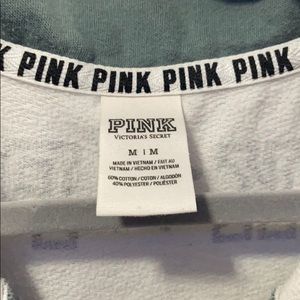 K PINK PINK PINK PINK
PINK
VICTORIA'S SECRET
M | M
MADE IN VIETNAM / FAIT AU
VIETNAM / HECHO EN VIETNAM
60% COTTON / COTON / ALGODÓN
40% POLYESTER / POLIÉSTER